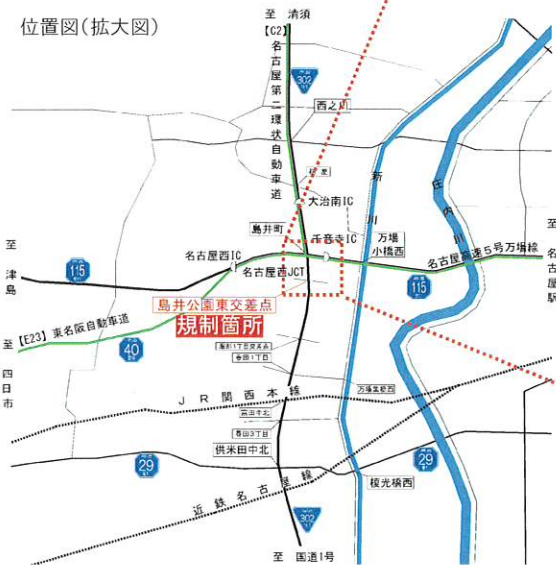 位置図(拡大図)
至 清須
【C2】名古屋第二環状自動車道
302
西之川
大治南IC
新川
庄内川
島井町
千音寺IC
万場小橋西
至 津島
115
名古屋西IC
名古屋西JCT
名古屋高速5号万場線
至 名古屋駅
115
島井公園東交差点
規制箇所
至 四日市
【E23】東名阪自動車道
40
春田1丁目
万場大橋西
JR関西本線
春田3丁目
供米田中北
29
29
近鉄名古屋線
梭光橋西
302
至 国道1号